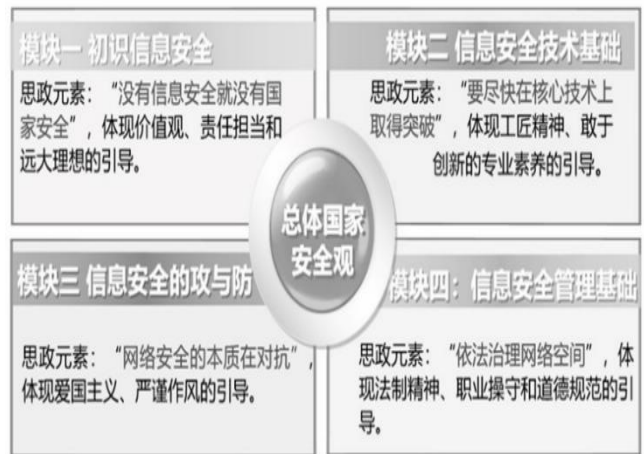 模块一 初识信息安全
思政元素：“没有信息安全就没有国
家安全”，体现价值观、责任担当和
远大理想的引导。
模块二 信息安全技术基础
思政元素：“要尽快在核心技术上
取得突破”，体现工匠精神、敢于
创新的专业素养的引导。
总体国家
安全观
模块三 信息安全的攻与防
思政元素：“网络安全的本质在对抗”，
体现爱国主义、严谨作风的引导。
模块四：信息安全管理基础
思政元素：“依法治理网络空间”，体
现法制精神、职业操守和道德规范的引
导。